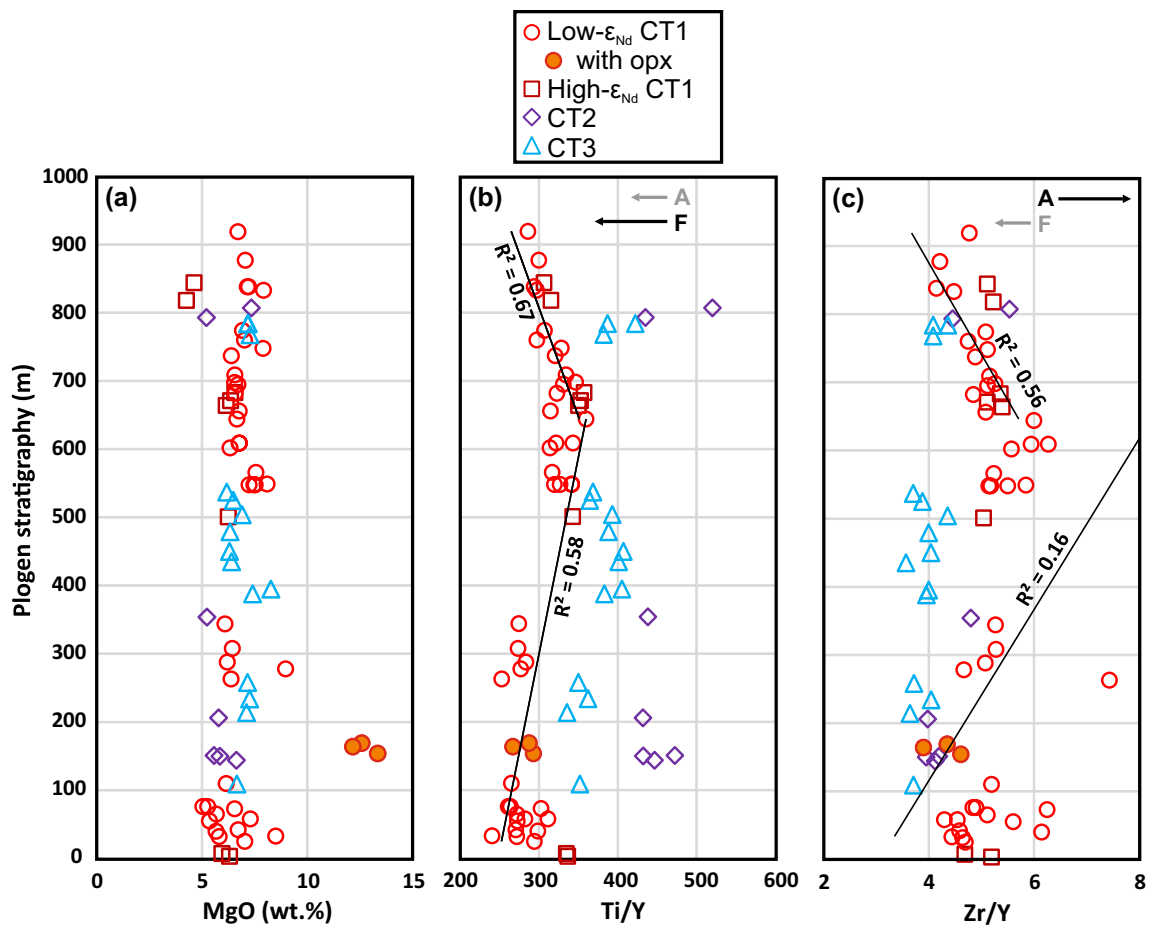 Low-εNd CT1
with opx
High-εNd CT1
CT2
CT3
Plogen stratigraphy (m)
1000
900
800
700
600
500
400
300
200
100
0
(a)
0 5 10 15
MgO (wt.%)
(b)
A
F
R² = 0.67
R² = 0.58
200 300 400 500 600
Ti/Y
(c)
A
F
R² = 0.56
R² = 0.16
2 4 6 8
Zr/Y